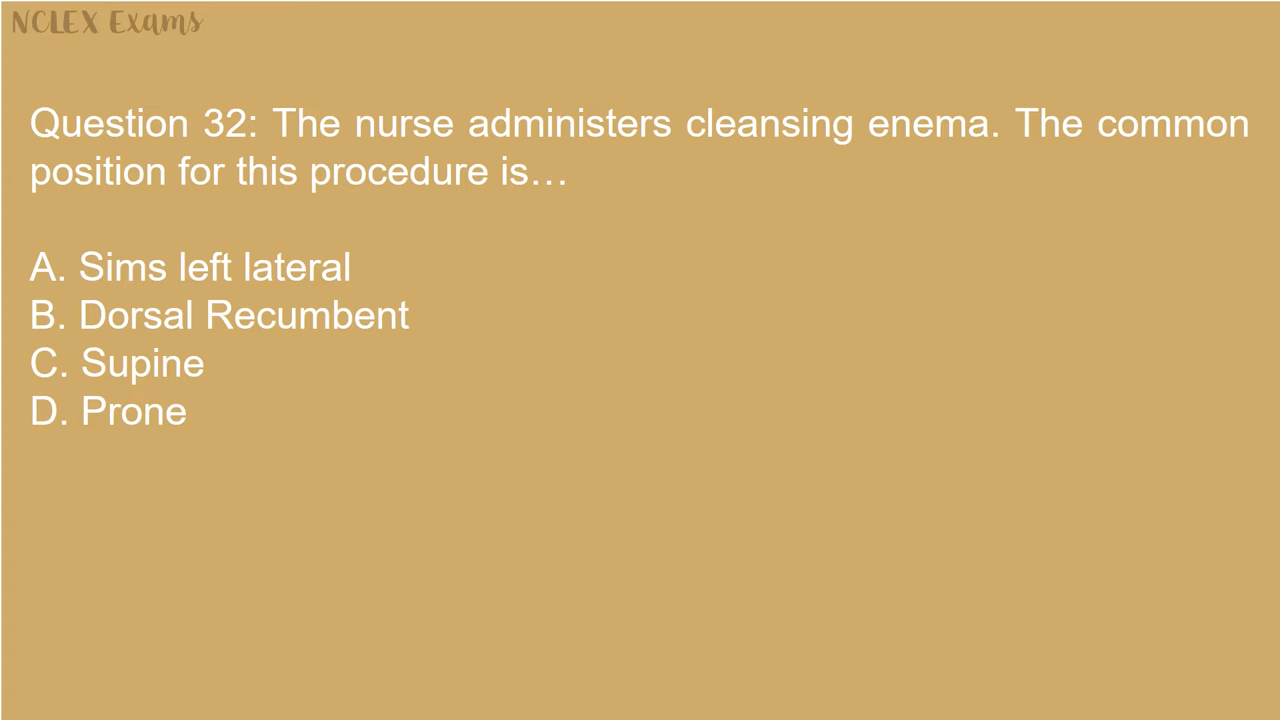 NCLEX Exams
Question 32: The nurse administers cleansing enema. The common
position for this procedure is…
A. Sims left lateral
B. Dorsal Recumbent
C. Supine
D. Prone